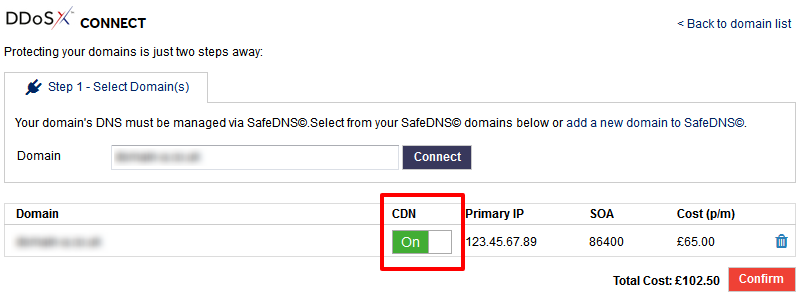 DDoSX™ CONNECT
< Back to domain list
Protecting your domains is just two steps away:
Step 1 - Select Domain(s)
Your domain's DNS must be managed via SafeDNS©.Select from your SafeDNS© domains below or add a new domain to SafeDNS©.
Domain Connect
Domain CDN Primary IP SOA Cost (p/m)
On 123.45.67.89 86400 £65.00
Total Cost: £102.50 Confirm